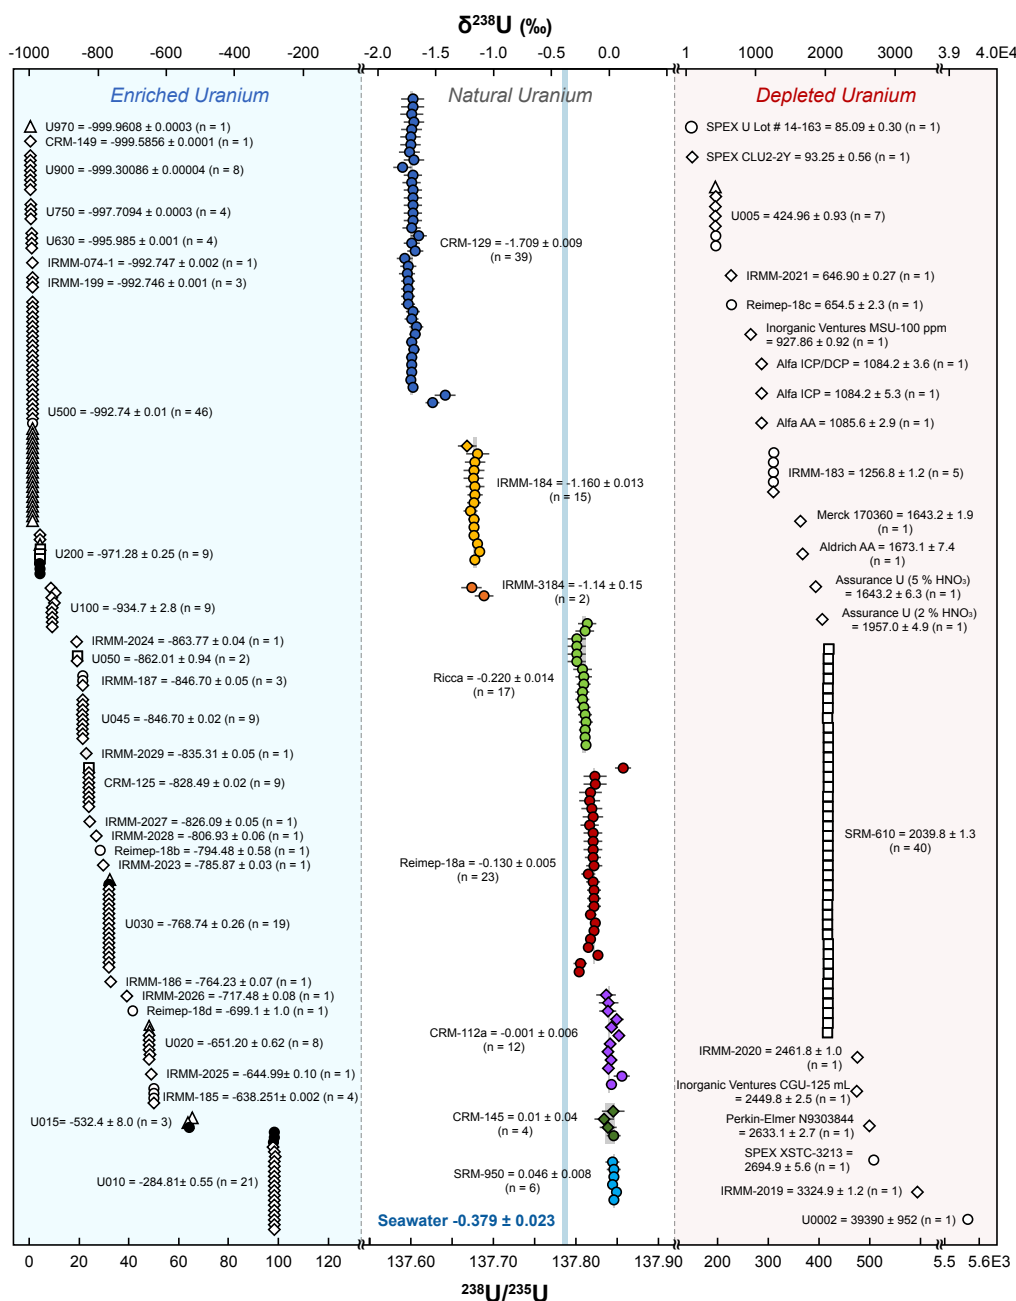 δ²³⁸U (‰)
-1000 -800 -600 -400 -200 -2.0 -1.5 -1.0 -0.5 0.0 1 1000 2000 3000 3.9 4.0E4
Enriched Uranium
U970 = -999.9608 ± 0.0003 (n = 1)
CRM-149 = -999.5856 ± 0.0001 (n = 1)
U900 = -999.30086 ± 0.00004 (n = 8)
U750 = -997.7094 ± 0.0003 (n = 4)
U630 = -995.985 ± 0.001 (n = 4)
IRMM-074-1 = -992.747 ± 0.002 (n = 1)
IRMM-199 = -992.746 ± 0.001 (n = 3)
U500 = -992.74 ± 0.01 (n = 46)
U200 = -971.28 ± 0.25 (n = 9)
U100 = -934.7 ± 2.8 (n = 9)
IRMM-2024 = -863.77 ± 0.04 (n = 1)
U050 = -862.01 ± 0.94 (n = 2)
IRMM-187 = -846.70 ± 0.05 (n = 3)
U045 = -846.70 ± 0.02 (n = 9)
IRMM-2029 = -835.31 ± 0.05 (n = 1)
CRM-125 = -828.49 ± 0.02 (n = 9)
IRMM-2027 = -826.09 ± 0.05 (n = 1)
IRMM-2028 = -806.93 ± 0.06 (n = 1)
Reimep-18b = -794.48 ± 0.58 (n = 1)
IRMM-2023 = -785.87 ± 0.03 (n = 1)
U030 = -768.74 ± 0.26 (n = 19)
IRMM-186 = -764.23 ± 0.07 (n = 1)
IRMM-2026 = -717.48 ± 0.08 (n = 1)
Reimep-18d = -699.1 ± 1.0 (n = 1)
U020 = -651.20 ± 0.62 (n = 8)
IRMM-2025 = -644.99± 0.10 (n = 1)
IRMM-185 = -638.251± 0.002 (n = 4)
U015= -532.4 ± 8.0 (n = 3)
U010 = -284.81± 0.55 (n = 21)
Natural Uranium
CRM-129 = -1.709 ± 0.009
(n = 39)
IRMM-184 = -1.160 ± 0.013
(n = 15)
IRMM-3184 = -1.14 ± 0.15
(n = 2)
Ricca = -0.220 ± 0.014
(n = 17)
Reimep-18a = -0.130 ± 0.005
(n = 23)
CRM-112a = -0.001 ± 0.006
(n = 12)
CRM-145 = 0.01 ± 0.04
(n = 4)
SRM-950 = 0.046 ± 0.008
(n = 6)
Seawater -0.379 ± 0.023
Depleted Uranium
SPEX U Lot # 14-163 = 85.09 ± 0.30 (n = 1)
SPEX CLU2-2Y = 93.25 ± 0.56 (n = 1)
U005 = 424.96 ± 0.93 (n = 7)
IRMM-2021 = 646.90 ± 0.27 (n = 1)
Reimep-18c = 654.5 ± 2.3 (n = 1)
Inorganic Ventures MSU-100 ppm
= 927.86 ± 0.92 (n = 1)
Alfa ICP/DCP = 1084.2 ± 3.6 (n = 1)
Alfa ICP = 1084.2 ± 5.3 (n = 1)
Alfa AA = 1085.6 ± 2.9 (n = 1)
IRMM-183 = 1256.8 ± 1.2 (n = 5)
Merck 170360 = 1643.2 ± 1.9
(n = 1)
Aldrich AA = 1673.1 ± 7.4
(n = 1)
Assurance U (5 % HNO₃)
= 1643.2 ± 6.3 (n = 1)
Assurance U (2 % HNO₃)
= 1957.0 ± 4.9 (n = 1)
SRM-610 = 2039.8 ± 1.3
(n = 40)
IRMM-2020 = 2461.8 ± 1.0
(n = 1)
Inorganic Ventures CGU-125 mL
= 2449.8 ± 2.5 (n = 1)
Perkin-Elmer N9303844
= 2633.1 ± 2.7 (n = 1)
SPEX XSTC-3213 =
2694.9 ± 5.6 (n = 1)
IRMM-2019 = 3324.9 ± 1.2 (n = 1)
U0002 = 39390 ± 952 (n = 1)
0 20 40 60 80 100 120 137.60 137.70 137.80 137.90 200 300 400 500 600 5.5 5.6E3
²³⁸U/²³⁵U